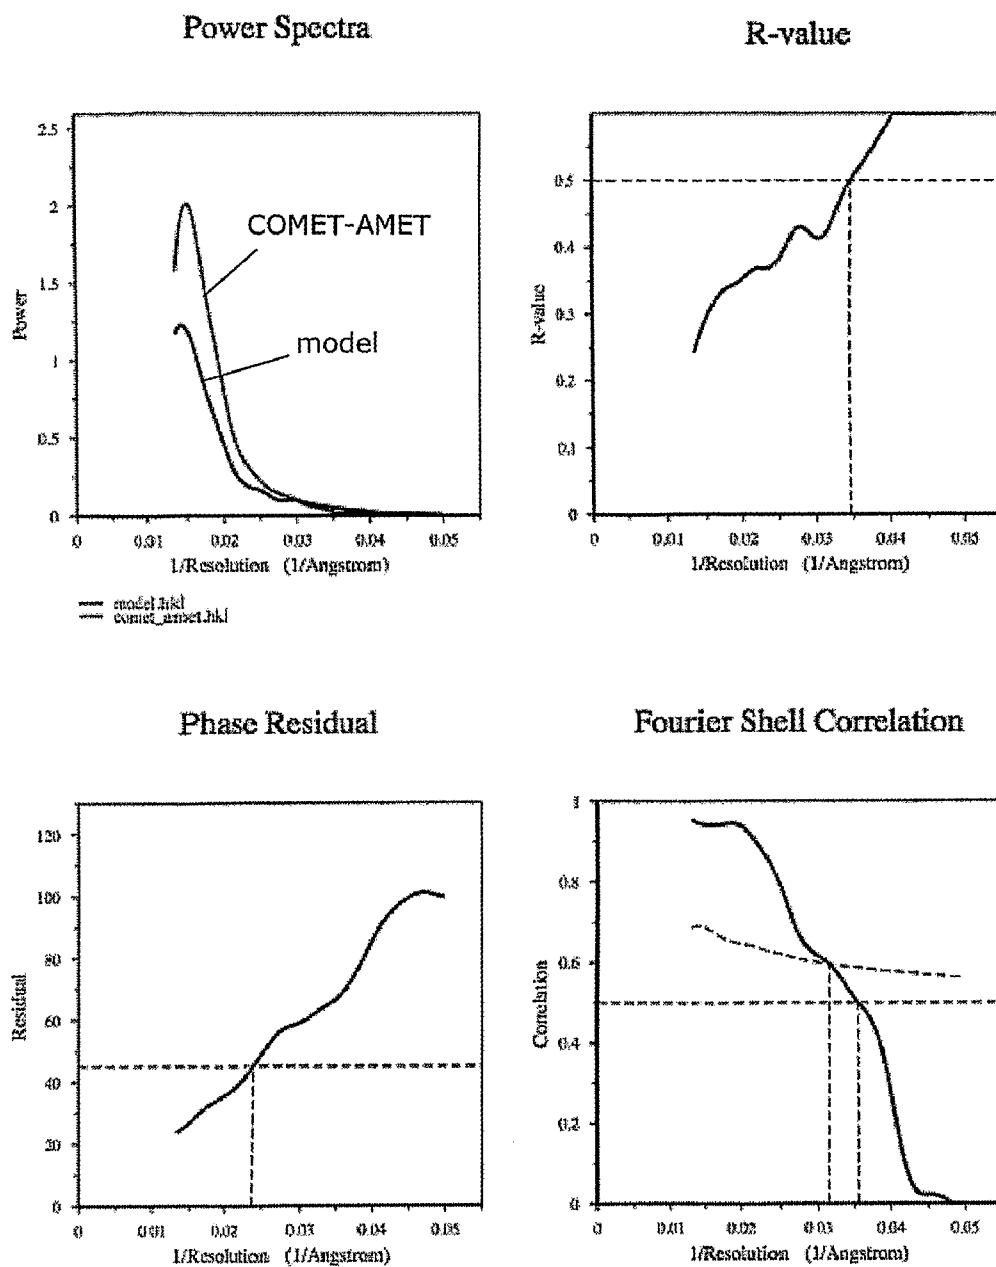 Power Spectra
2.5
2
1.5
1
0.5
0
Power
COMET-AMET
model
0 0.01 0.02 0.03 0.04 0.05
1/Resolution (1/Angstrom)
model.hkl
comet_amet.hkl
R-value
0.5
0.4
0.3
0.2
0.1
0
R-value
0 0.01 0.02 0.03 0.04 0.05
1/Resolution (1/Angstrom)
Phase Residual
120
100
80
60
40
20
0
Residual
0 0.01 0.02 0.03 0.04 0.05
1/Resolution (1/Angstrom)
Fourier Shell Correlation
1
0.8
0.6
0.4
0.2
0
Correlation
0 0.01 0.02 0.03 0.04 0.05
1/Resolution (1/Angstrom)